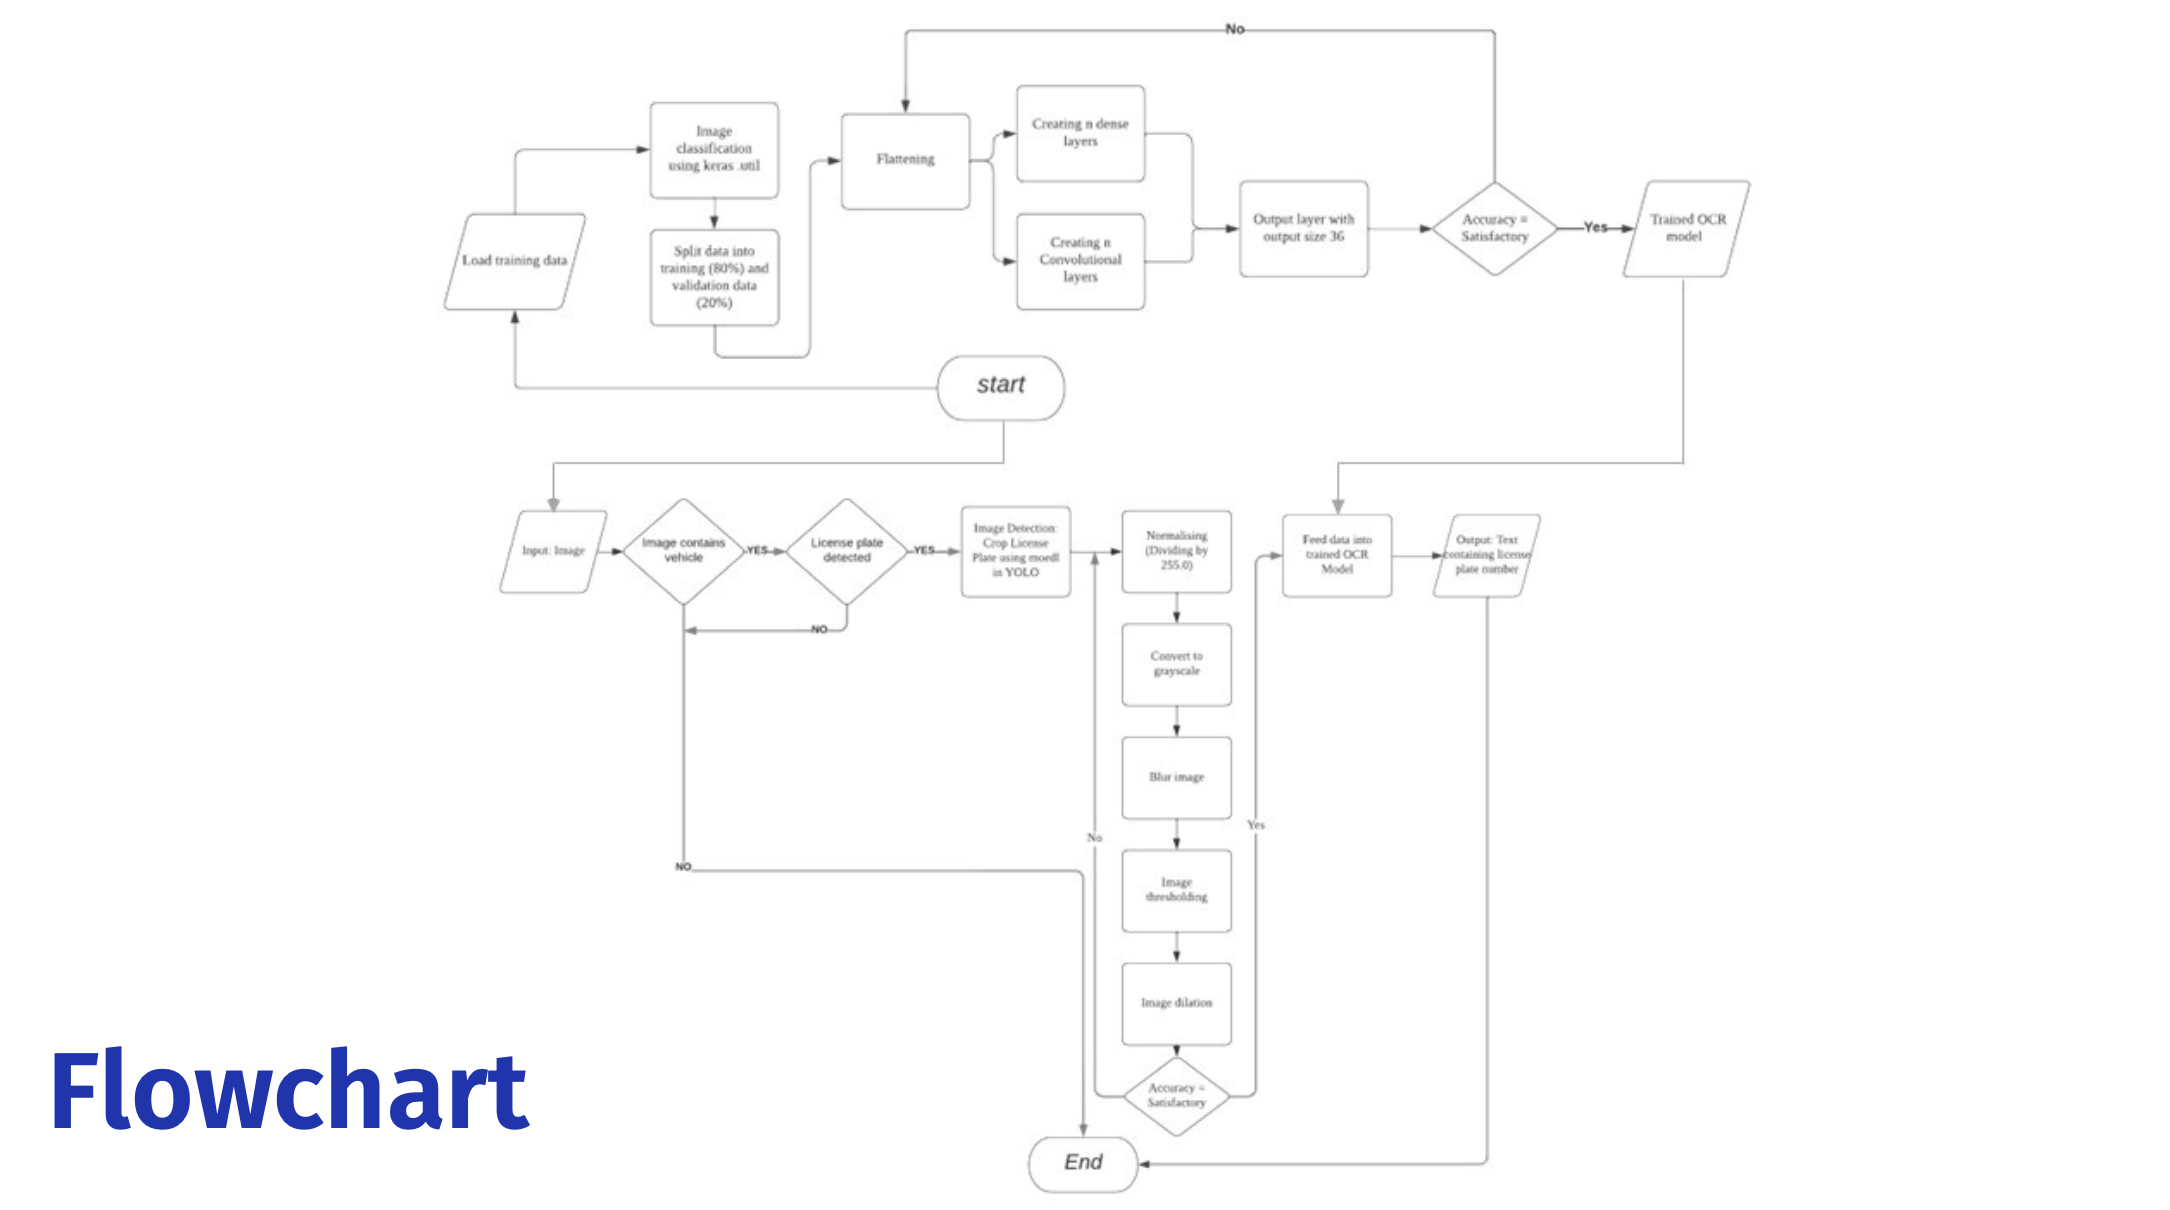 No
Image
classification
using keras .util
Flattening
Creating n dense
layers
Load training data
Split data into
training (80%) and
validation data
(20%)
Creating n
Convolutional
layers
Output layer with
output size 36
Accuracy =
Satisfactory
Yes
Trained OCR
model
start
Input: Image
Image contains
vehicle
YES
License plate
detected
YES
Image Detection:
Crop License
Plate using moedl
in YOLO
Normalising
(Dividing by
255.0)
Feed data into
trained OCR
Model
Output: Text
containing license
plate number
NO
Convert to
grayscale
Blur image
No
Yes
NO
Image
thresholding
Image dilation
Accuracy =
Satisfactory
End
Flowchart